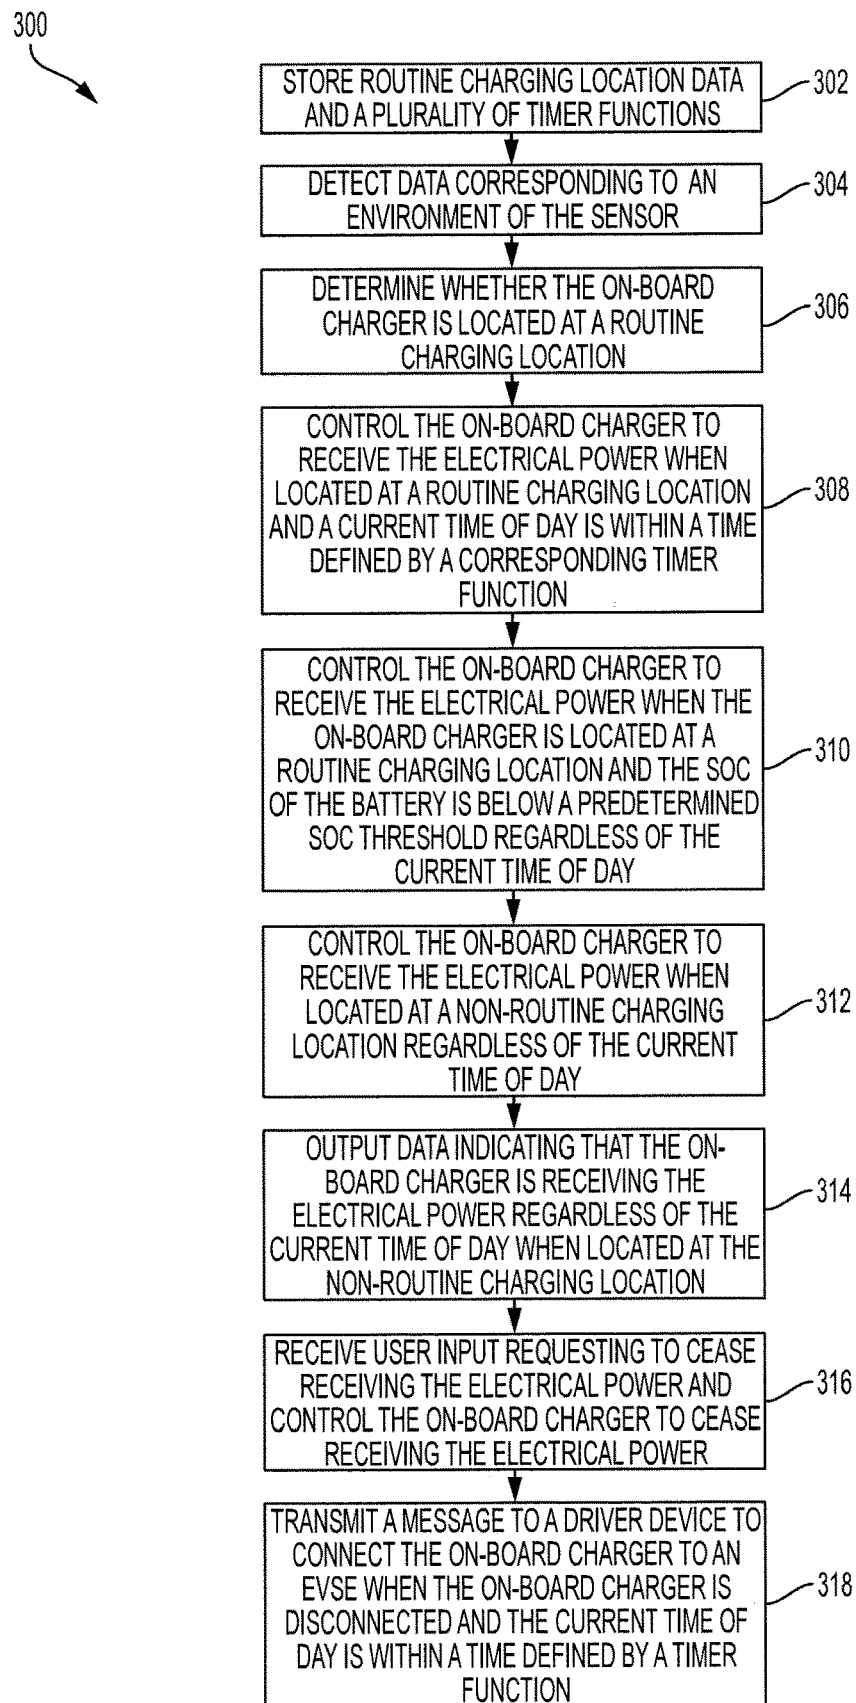 300
STORE ROUTINE CHARGING LOCATION DATA
AND A PLURALITY OF TIMER FUNCTIONS
302
DETECT DATA CORRESPONDING TO AN
ENVIRONMENT OF THE SENSOR
304
DETERMINE WHETHER THE ON-BOARD
CHARGER IS LOCATED AT A ROUTINE
CHARGING LOCATION
306
CONTROL THE ON-BOARD CHARGER TO
RECEIVE THE ELECTRICAL POWER WHEN
LOCATED AT A ROUTINE CHARGING LOCATION
AND A CURRENT TIME OF DAY IS WITHIN A TIME
DEFINED BY A CORRESPONDING TIMER
FUNCTION
308
CONTROL THE ON-BOARD CHARGER TO
RECEIVE THE ELECTRICAL POWER WHEN THE
ON-BOARD CHARGER IS LOCATED AT A
ROUTINE CHARGING LOCATION AND THE SOC
OF THE BATTERY IS BELOW A PREDETERMINED
SOC THRESHOLD REGARDLESS OF THE
CURRENT TIME OF DAY
310
CONTROL THE ON-BOARD CHARGER TO
RECEIVE THE ELECTRICAL POWER WHEN
LOCATED AT A NON-ROUTINE CHARGING
LOCATION REGARDLESS OF THE CURRENT
TIME OF DAY
312
OUTPUT DATA INDICATING THAT THE ON-
BOARD CHARGER IS RECEIVING THE
ELECTRICAL POWER REGARDLESS OF THE
CURRENT TIME OF DAY WHEN LOCATED AT THE
NON-ROUTINE CHARGING LOCATION
314
RECEIVE USER INPUT REQUESTING TO CEASE
RECEIVING THE ELECTRICAL POWER AND
CONTROL THE ON-BOARD CHARGER TO CEASE
RECEIVING THE ELECTRICAL POWER
316
TRANSMIT A MESSAGE TO A DRIVER DEVICE TO
CONNECT THE ON-BOARD CHARGER TO AN
EVSE WHEN THE ON-BOARD CHARGER IS
DISCONNECTED AND THE CURRENT TIME OF
DAY IS WITHIN A TIME DEFINED BY A TIMER
FUNCTION
318